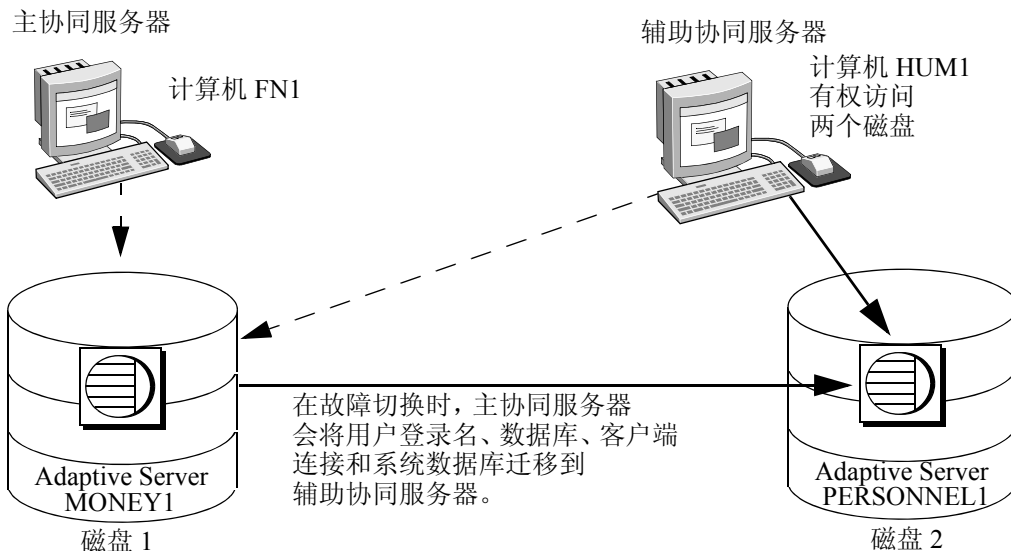 主协同服务器
计算机 FN1
辅助协同服务器
计算机 HUM1
有权访问
两个磁盘
在故障切换时，主协同服务器
会将用户登录名、数据库、客户端
连接和系统数据库迁移到
辅助协同服务器。
Adaptive Server
MONEY1
磁盘 1
Adaptive Server
PERSONNEL1
磁盘 2